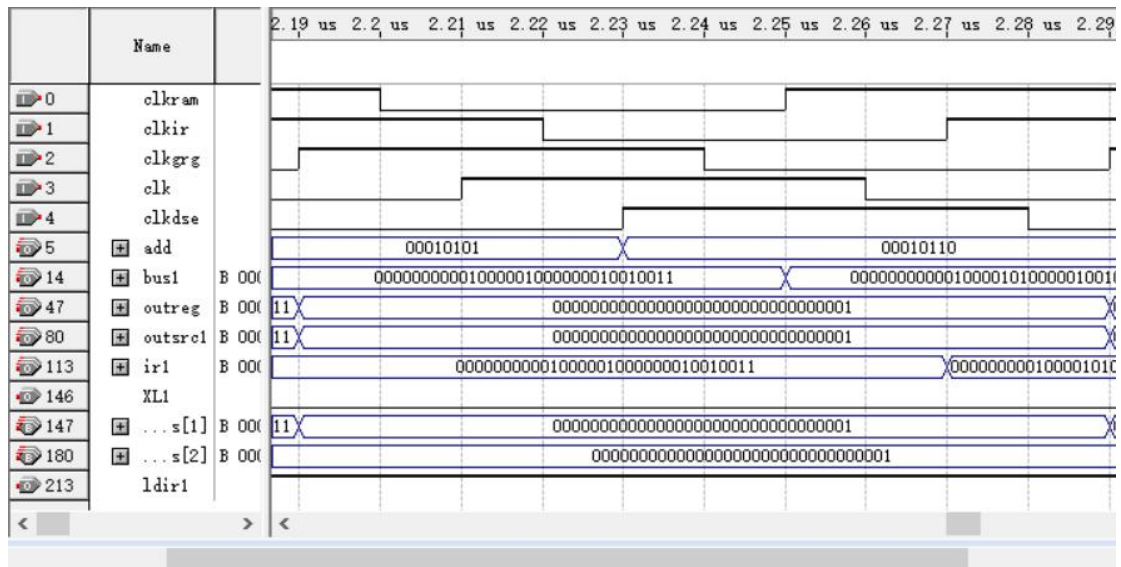 Name
2.19 us 2.2 us 2.21 us 2.22 us 2.23 us 2.24 us 2.25 us 2.26 us 2.27 us 2.28 us 2.29
0 clkram
1 clkir
2 clkgrg
3 clk
4 clkdse
5 add 00010101 00010110
14 bus1 B 000 00000000001000001000000010010011 0000000000100001010000001001
47 outreg B 000 11 00000000000000000000000000000001
80 outsrc1 B 000 11 00000000000000000000000000000001
113 ir1 B 000 00000000001000001000000010010011 000000000010000101
146 XL1
147 ...s[1] B 000 11 00000000000000000000000000000001
180 ...s[2] B 000 00000000000000000000000000000001
213 ldir1